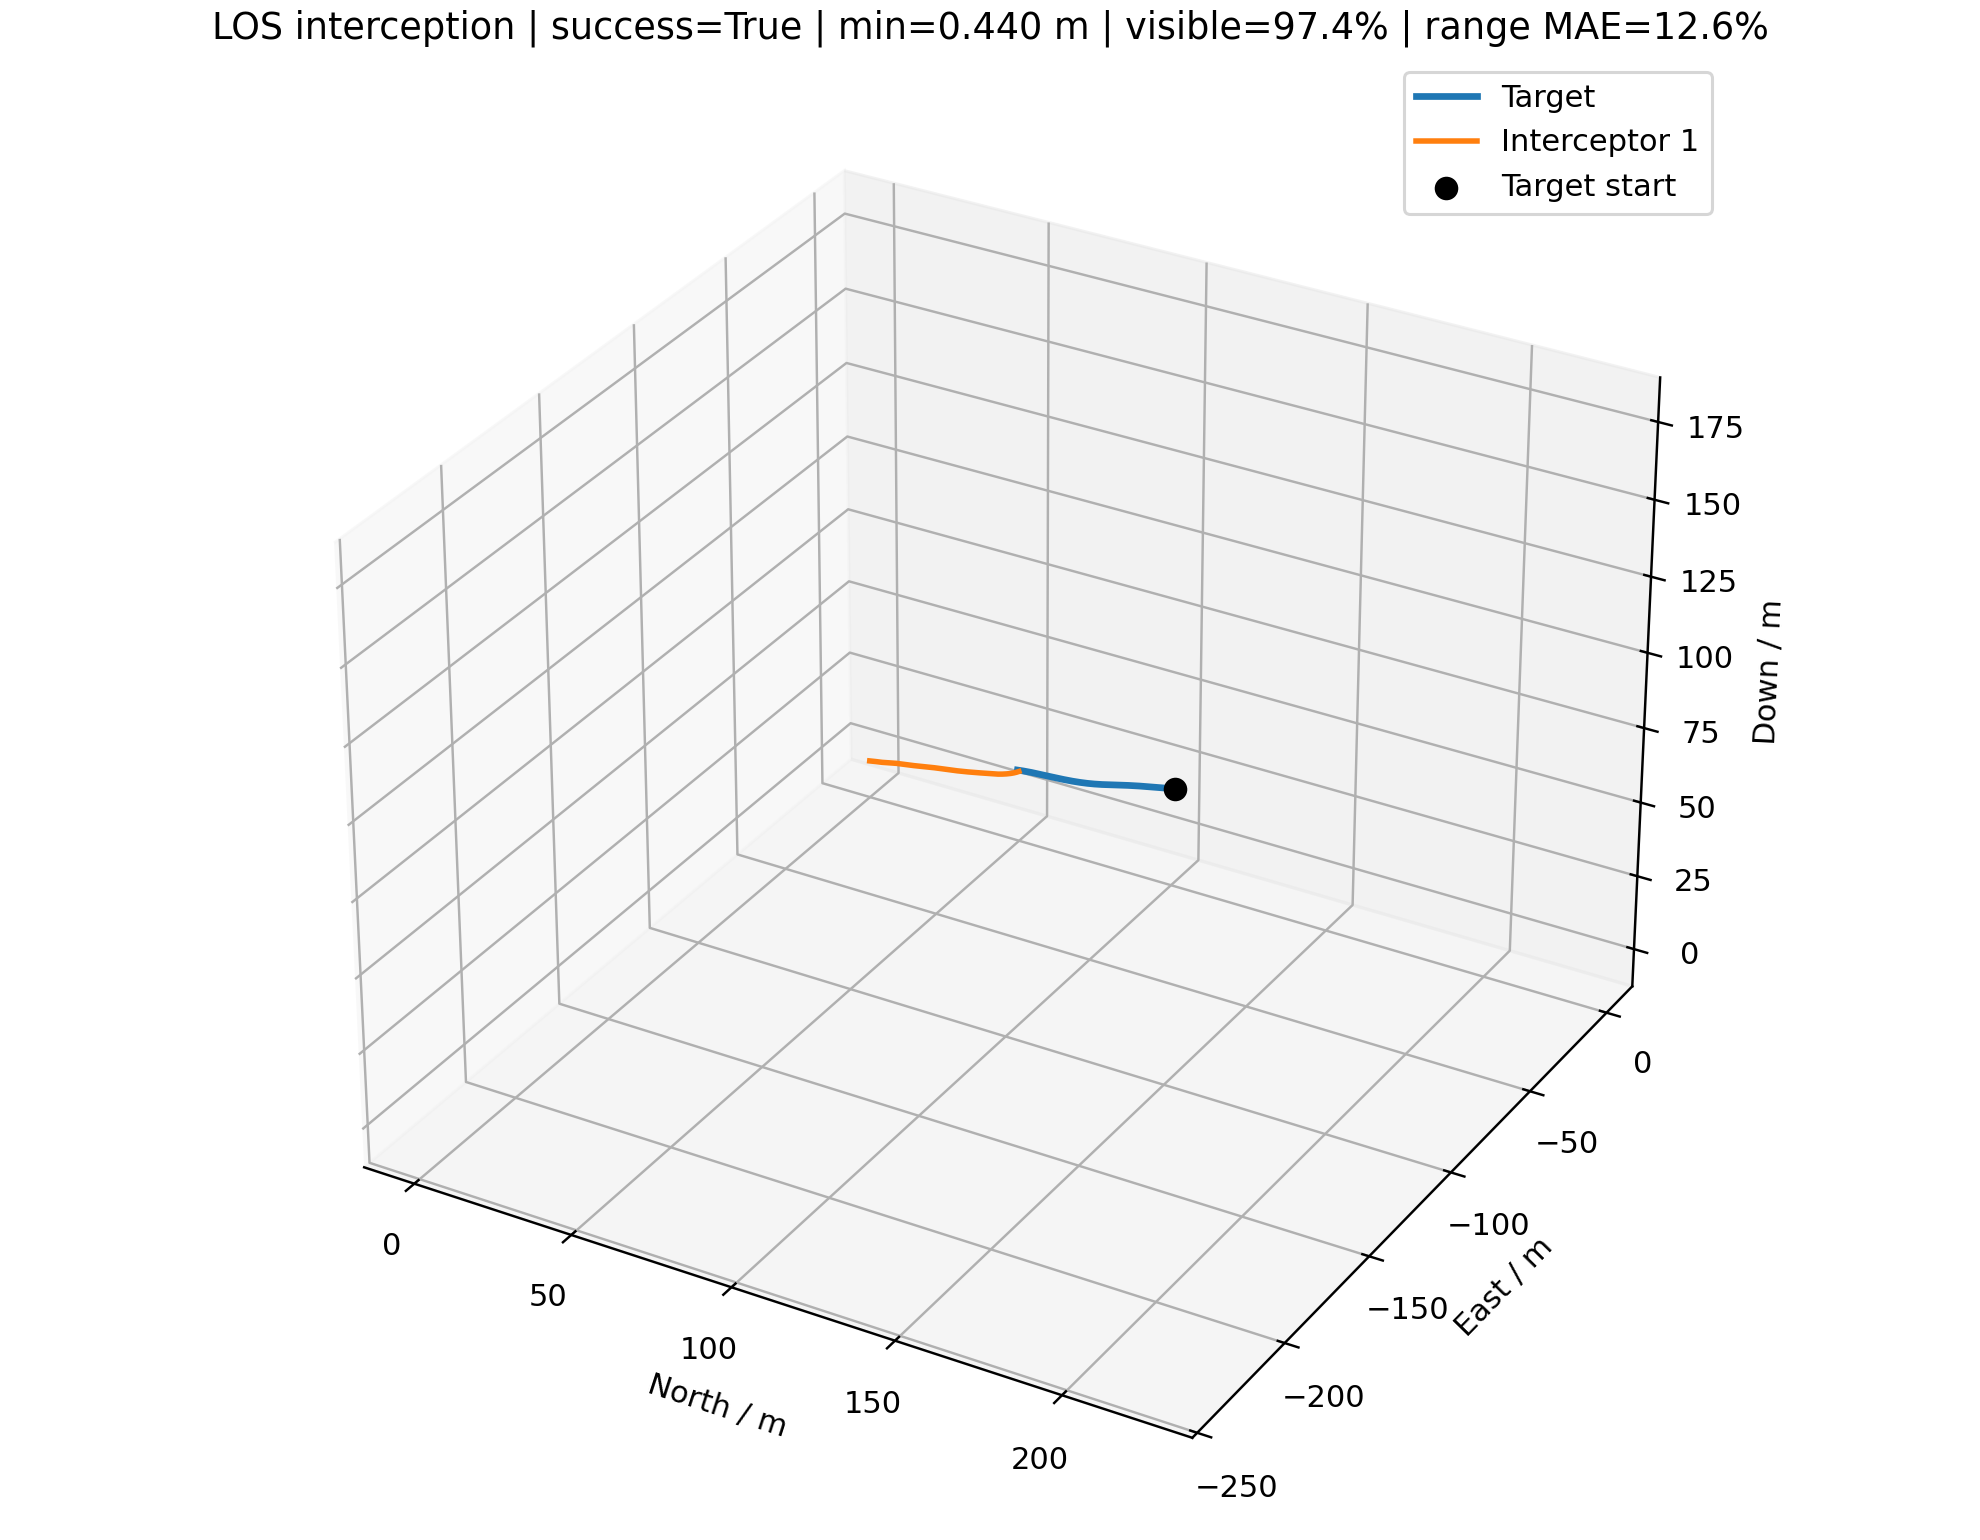 LOS interception | success=True | min=0.440 m | visible=97.4% | range MAE=12.6%
Target
Interceptor 1
Target start
175
150
125
100
75
50
25
0
Down / m
0
−50
−100
−150
−200
−250
East / m
0
50
100
150
200
North / m